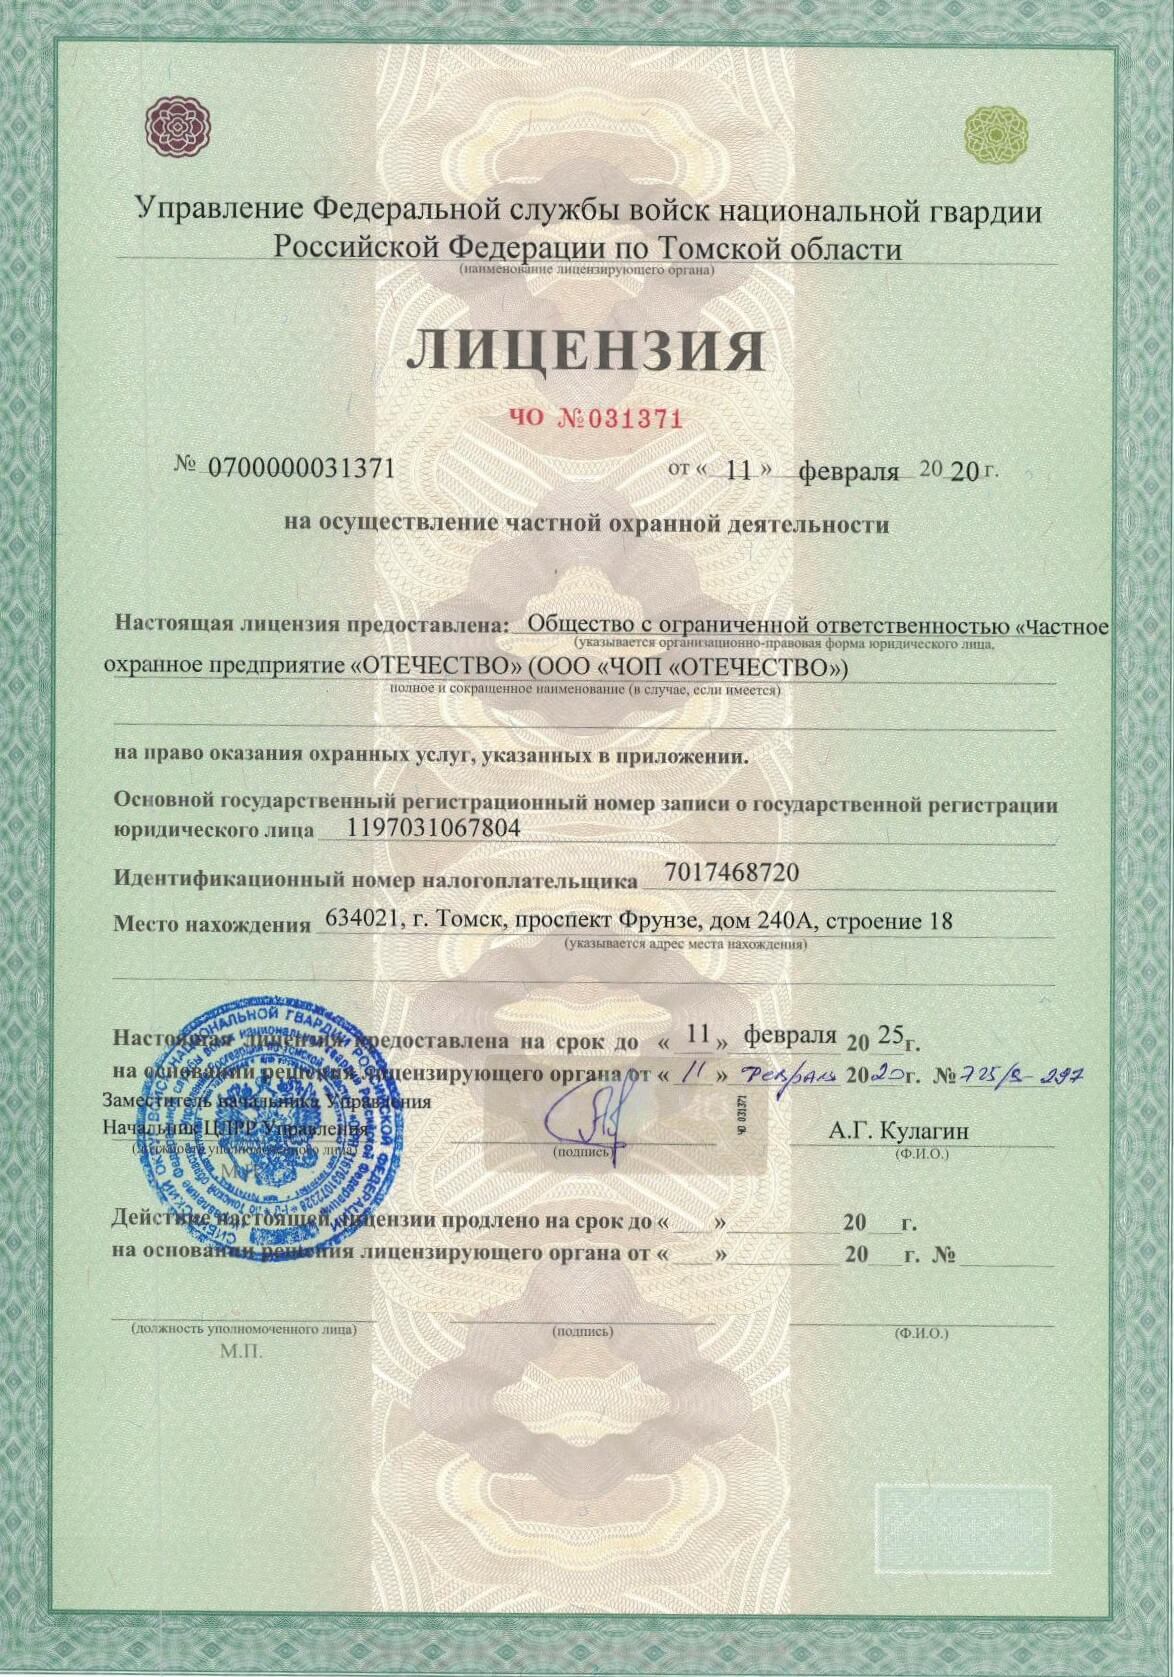 Управление Федеральной службы войск национальной гвардии
Российской Федерации по Томской области
(наименование лицензирующего органа)
ЛИЦЕНЗИЯ
ЧО №031371
№ 0700000031371 от « 11 » февраля 20 20 г.
на осуществление частной охранной деятельности
Настоящая лицензия предоставлена: Общество с ограниченной ответственностью «Частное
(указывается организационно-правовая форма юридического лица,
охранное предприятие «ОТЕЧЕСТВО» (ООО «ЧОП «ОТЕЧЕСТВО»)
полное и сокращенное наименование (в случае, если имеется)
на право оказания охранных услуг, указанных в приложении.
Основной государственный регистрационный номер записи о государственной регистрации
юридического лица 1197031067804
Идентификационный номер налогоплательщика 7017468720
Место нахождения 634021, г. Томск, проспект Фрунзе, дом 240А, строение 18
(указывается адрес места нахождения)
Настоящая лицензия предоставлена на срок до « 11 » февраля 20 25 г.
на основании решения лицензирующего органа от « 11 » февраля 2020 г. № 725/9-297
Заместитель начальника Управления
Начальник ЦЛРР Управления
А.Г. Кулагин
(должность уполномоченного лица) (подпись) (Ф.И.О.)
ЧО 031371
М.П.
Действие настоящей лицензии продлено на срок до « » 20 г.
на основании решения лицензирующего органа от « » 20 г. №
(должность уполномоченного лица) (подпись) (Ф.И.О.)
М.П.